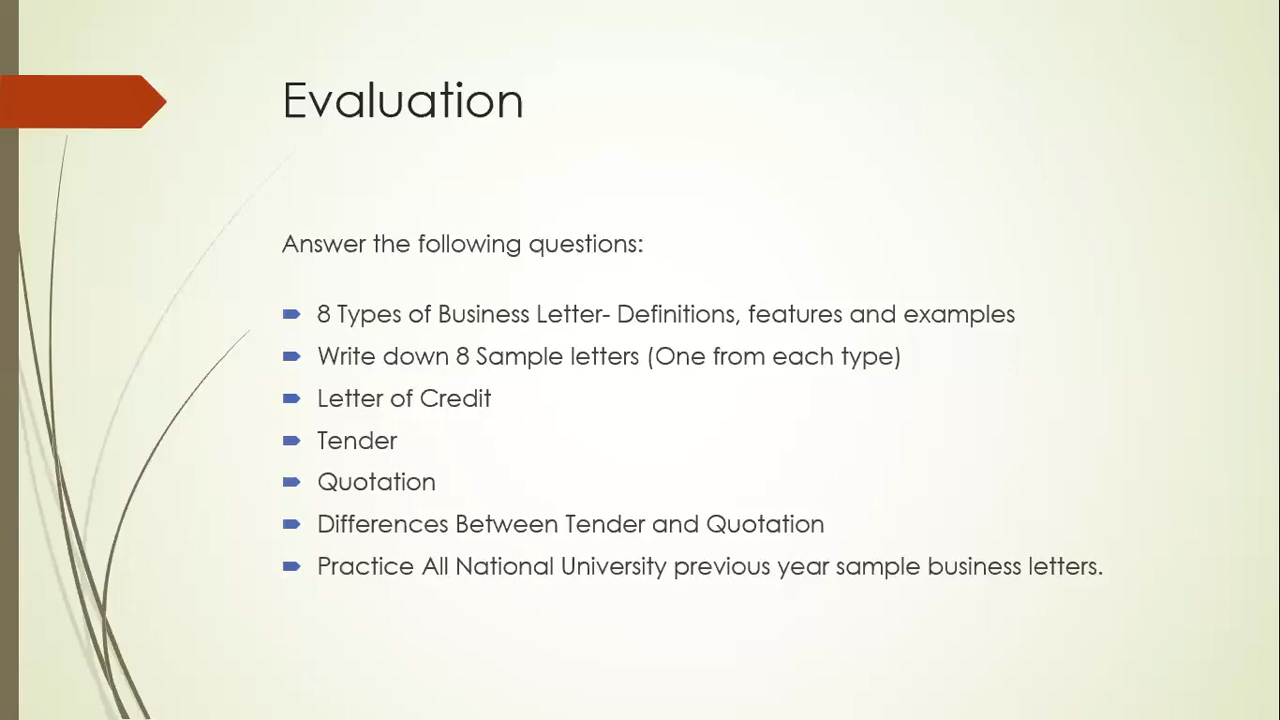 Evaluation
Answer the following questions:
8 Types of Business Letter- Definitions, features and examples
Write down 8 Sample letters (One from each type)
Letter of Credit
Tender
Quotation
Differences Between Tender and Quotation
Practice All National University previous year sample business letters.